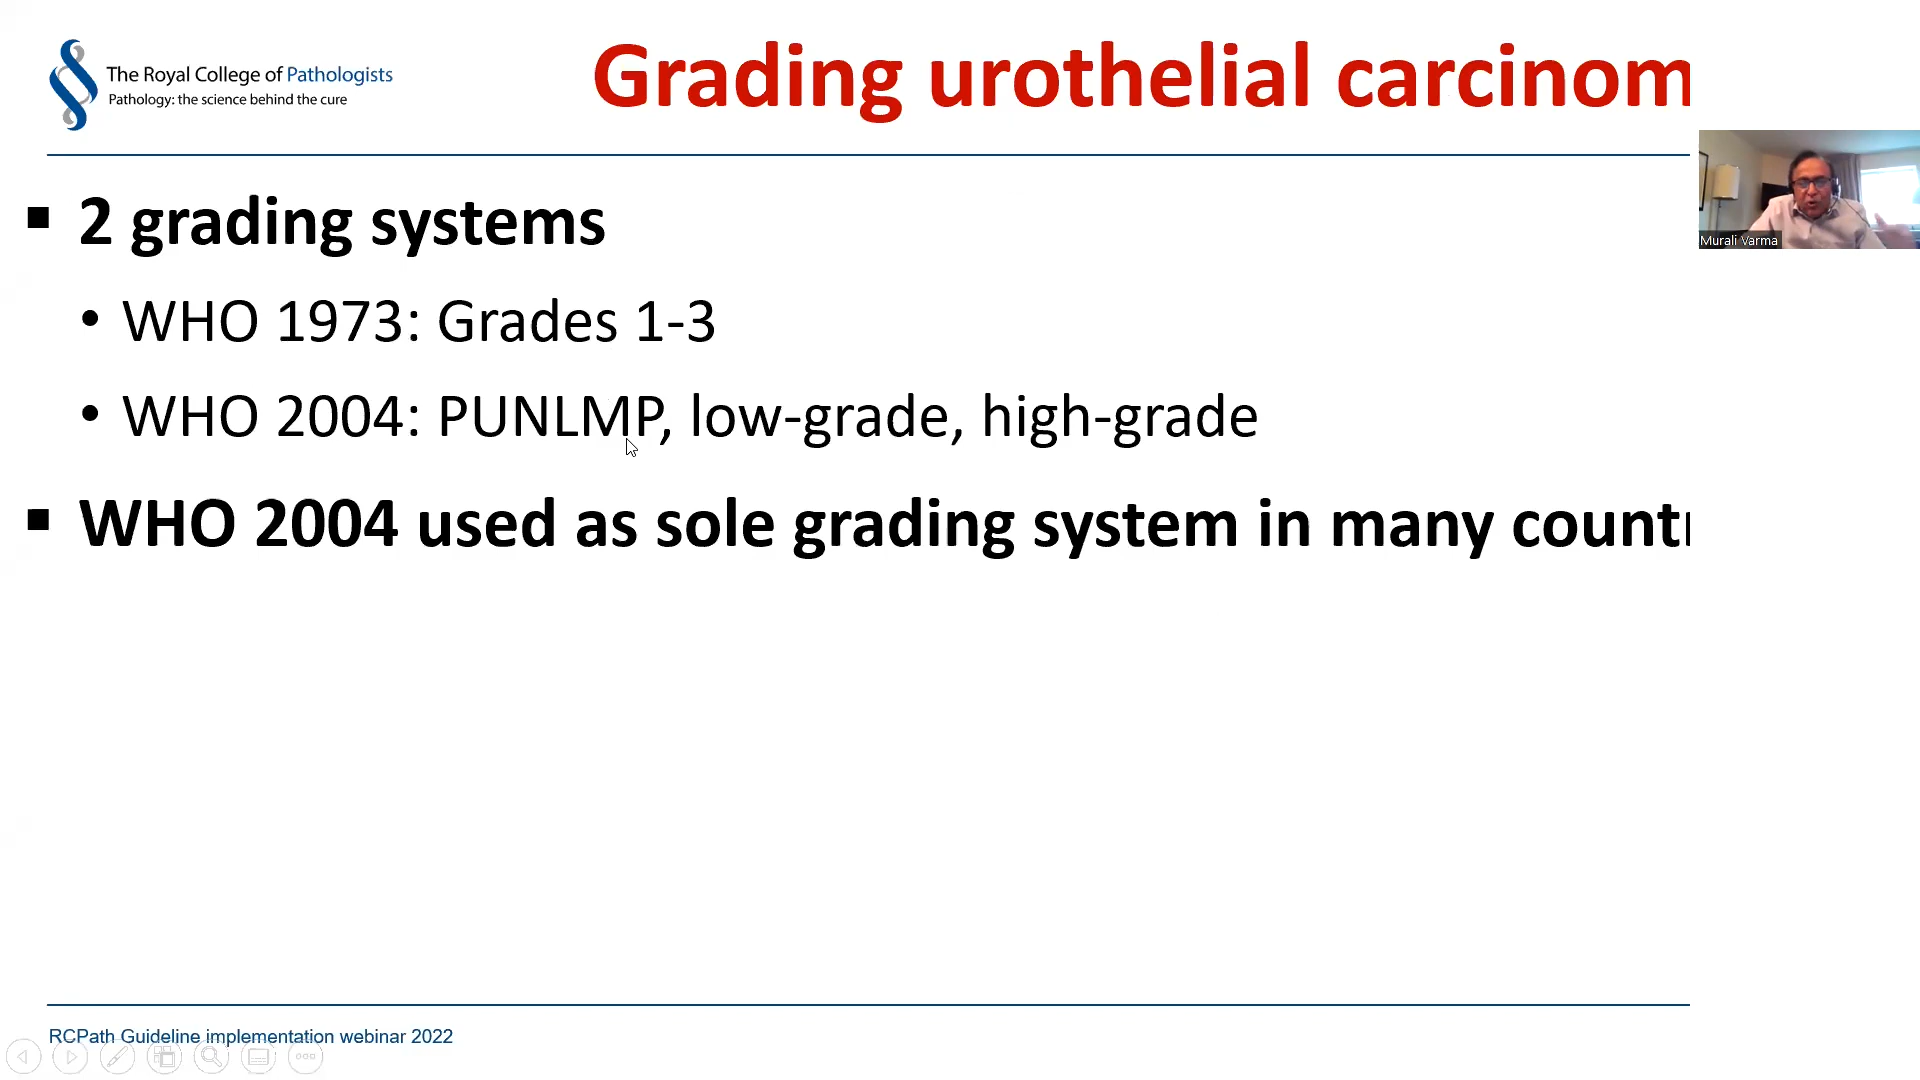 The Royal College of Pathologists
Pathology: the science behind the cure
Grading urothelial carcinom
Murali Varma
2 grading systems
WHO 1973: Grades 1-3
WHO 2004: PUNLMP, low-grade, high-grade
WHO 2004 used as sole grading system in many count
RCPath Guideline implementation webinar 2022